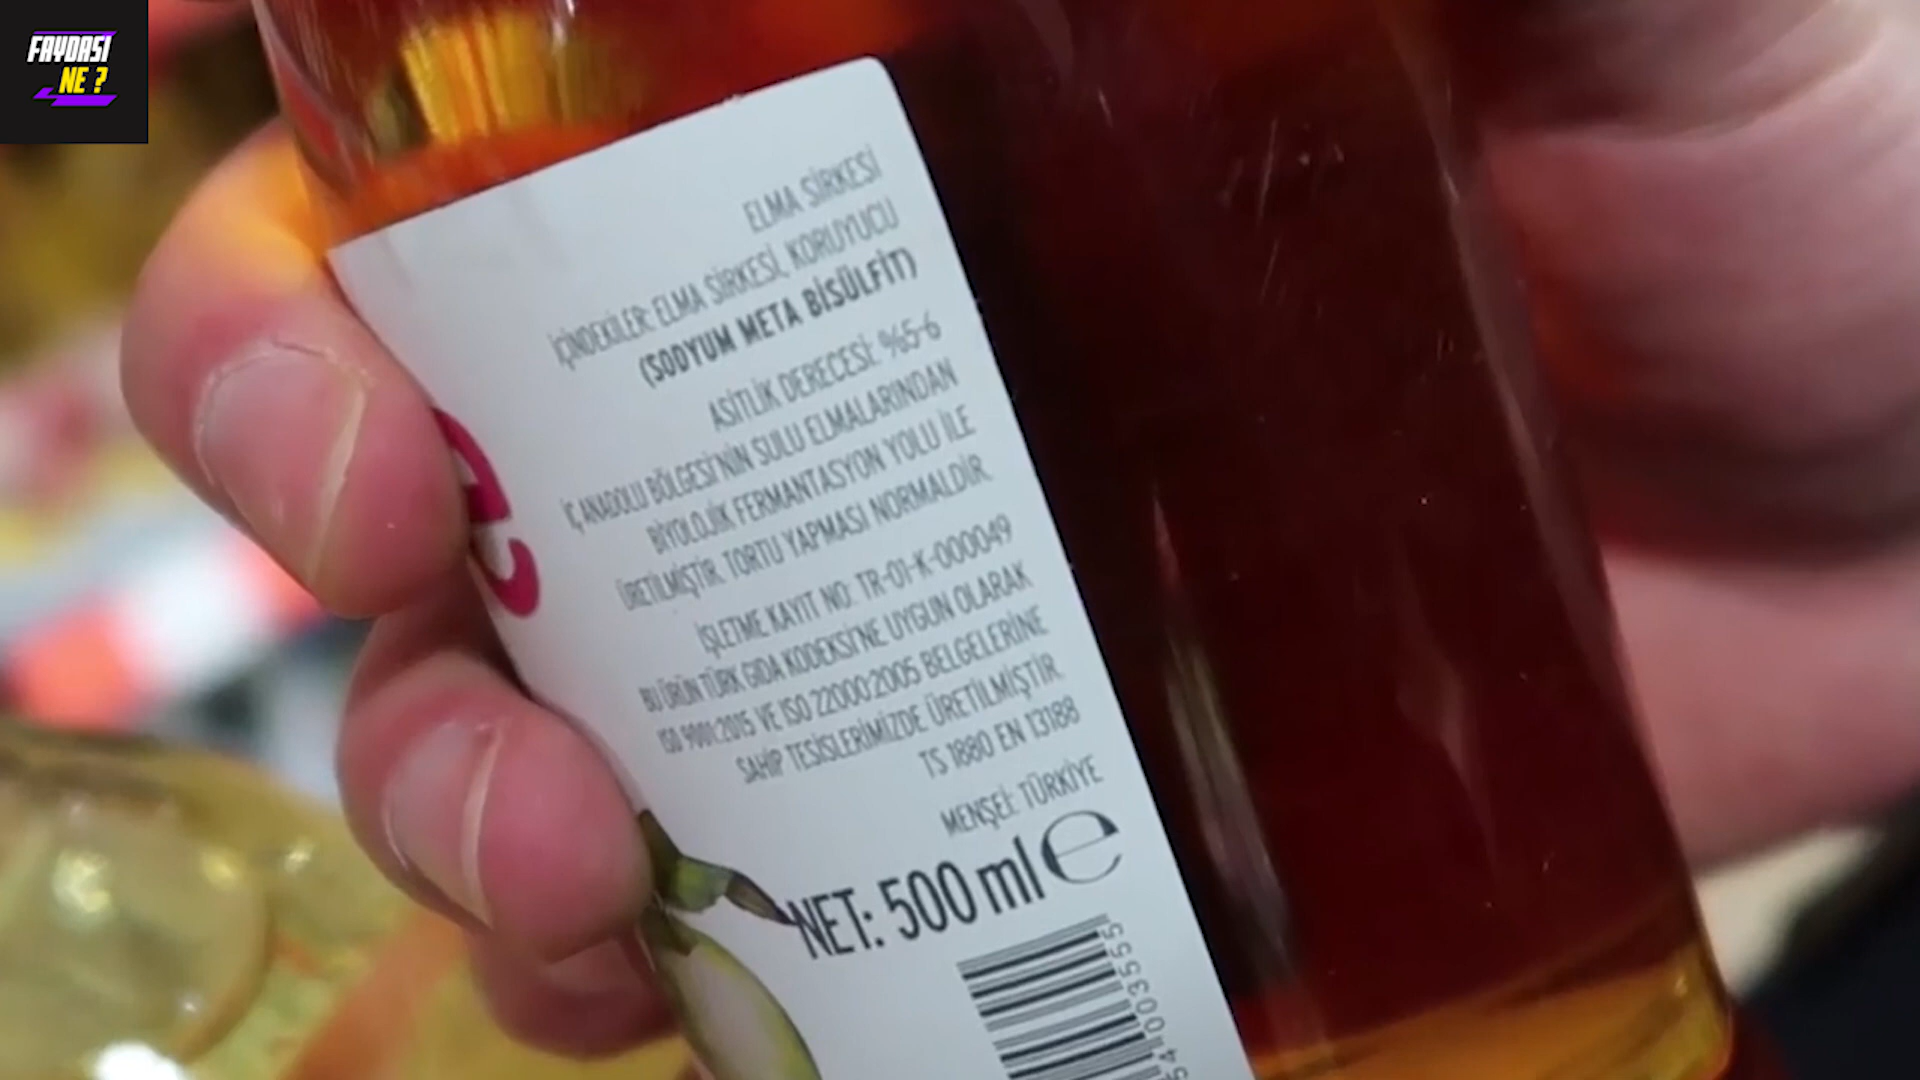 FAYDASI
NE ?
ELMA SİRKESİ
İÇİNDEKİLER: ELMA SİRKESİ, KORUYUCU
(SODYUM META BİSÜLFİT)
ASİTLİK DERECESİ: %65-6
İÇ ANADOLU BÖLGESİ'NİN SULU ELMALARINDAN
BİYOLOJİK FERMANTASYON YOLU İLE
ÜRETİLMİŞTİR. TORTU YAPMASI NORMALDİR.
İŞLETME KAYIT NO: TR-01-K-000049
BU ÜRÜN TÜRK GIDA KODEKSİ'NE UYGUN OLARAK
ISO 9001:2015 VE ISO 22000:2005 BELGELERİNE
SAHİP TESİSLERİMİZDE ÜRETİLMİŞTİR.
TS 1880 EN 13188
MENŞEİ: TÜRKİYE
NET: 500 ml e
54 1003555